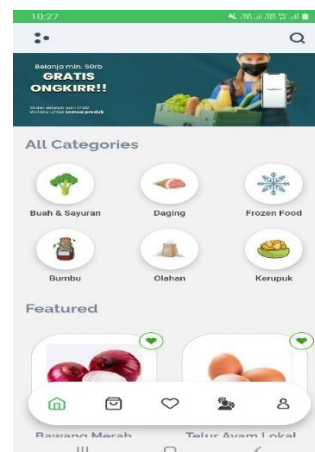 10:27
Belanja min. 50rb
GRATIS
ONGKIRR!!
All Categories
Buah & Sayuran
Daging
Frozen Food
Bumbu
Olahan
Kerupuk
Featured
Bawang Merah
Telur Ayam Lokal